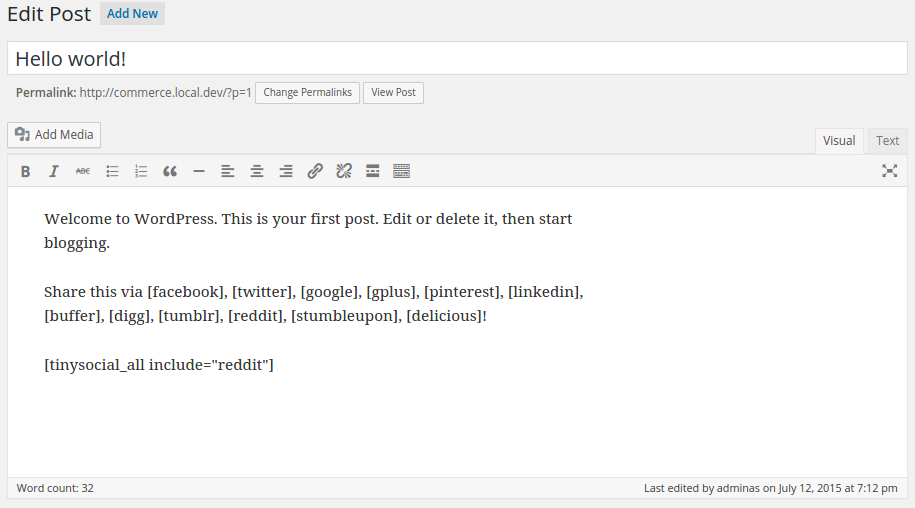 Edit Post Add New
Hello world!
Permalink: http://commerce.local.dev/?p=1 Change Permalinks View Post
Add Media
Visual Text
B I ABC
Welcome to WordPress. This is your first post. Edit or delete it, then start
blogging.
Share this via [facebook], [twitter], [google], [gplus], [pinterest], [linkedin],
[buffer], [digg], [tumblr], [reddit], [stumbleupon], [delicious]!
[tinysocial_all include="reddit"]
Word count: 32 Last edited by adminas on July 12, 2015 at 7:12 pm